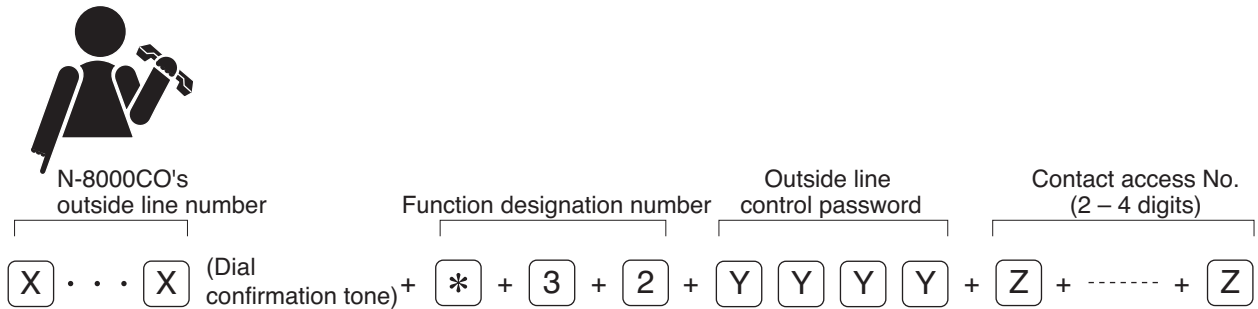 N-8000CO's
outside line number
Function designation number
Outside line
control password
Contact access No.
(2 – 4 digits)
X · · · X (Dial
confirmation tone) + * + 3 + 2 + Y Y Y Y + Z + ------- + Z